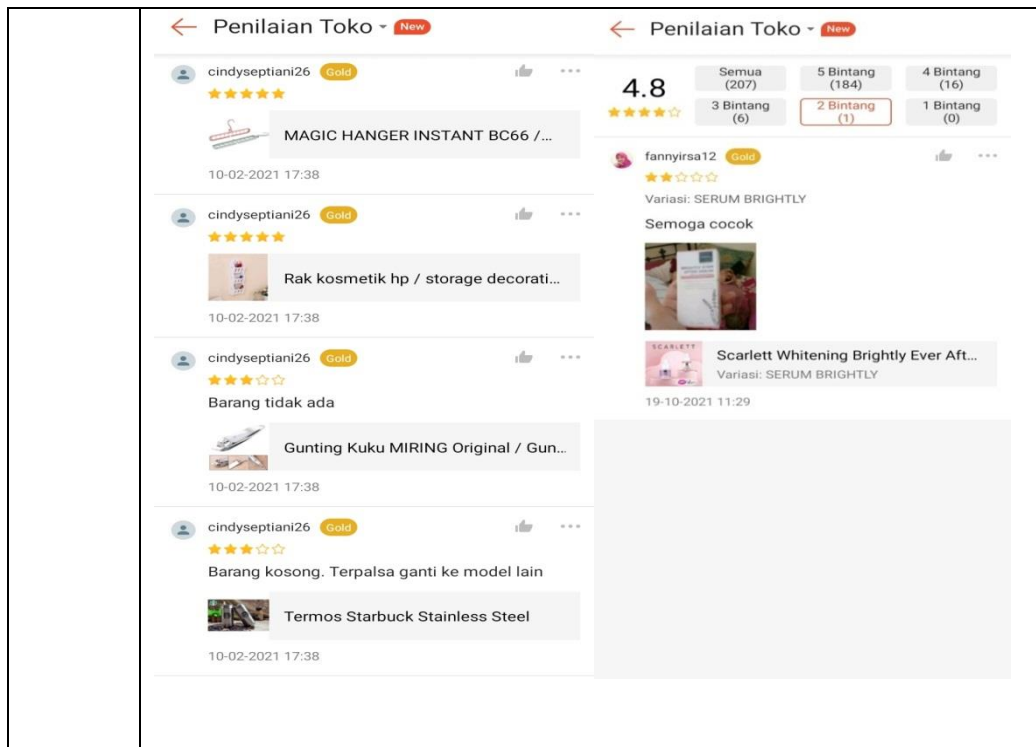 Penilaian Toko New
cindyseptiani26 Gold
MAGIC HANGER INSTANT BC66 /...
10-02-2021 17:38
cindyseptiani26 Gold
Rak kosmetik hp / storage decorati...
10-02-2021 17:38
cindyseptiani26 Gold
Barang tidak ada
Gunting Kuku MIRING Original / Gun...
10-02-2021 17:38
cindyseptiani26 Gold
Barang kosong. Terpalsa ganti ke model lain
Termos Starbuck Stainless Steel
10-02-2021 17:38
Penilaian Toko New
4.8
Semua
(207)
5 Bintang
(184)
4 Bintang
(16)
3 Bintang
(6)
2 Bintang
(1)
1 Bintang
(0)
fannyirsa12 Gold
Variasi: SERUM BRIGHTLY
Semoga cocok
SCARLETT
Scarlett Whitening Brightly Ever Aft...
Variasi: SERUM BRIGHTLY
19-10-2021 11:29